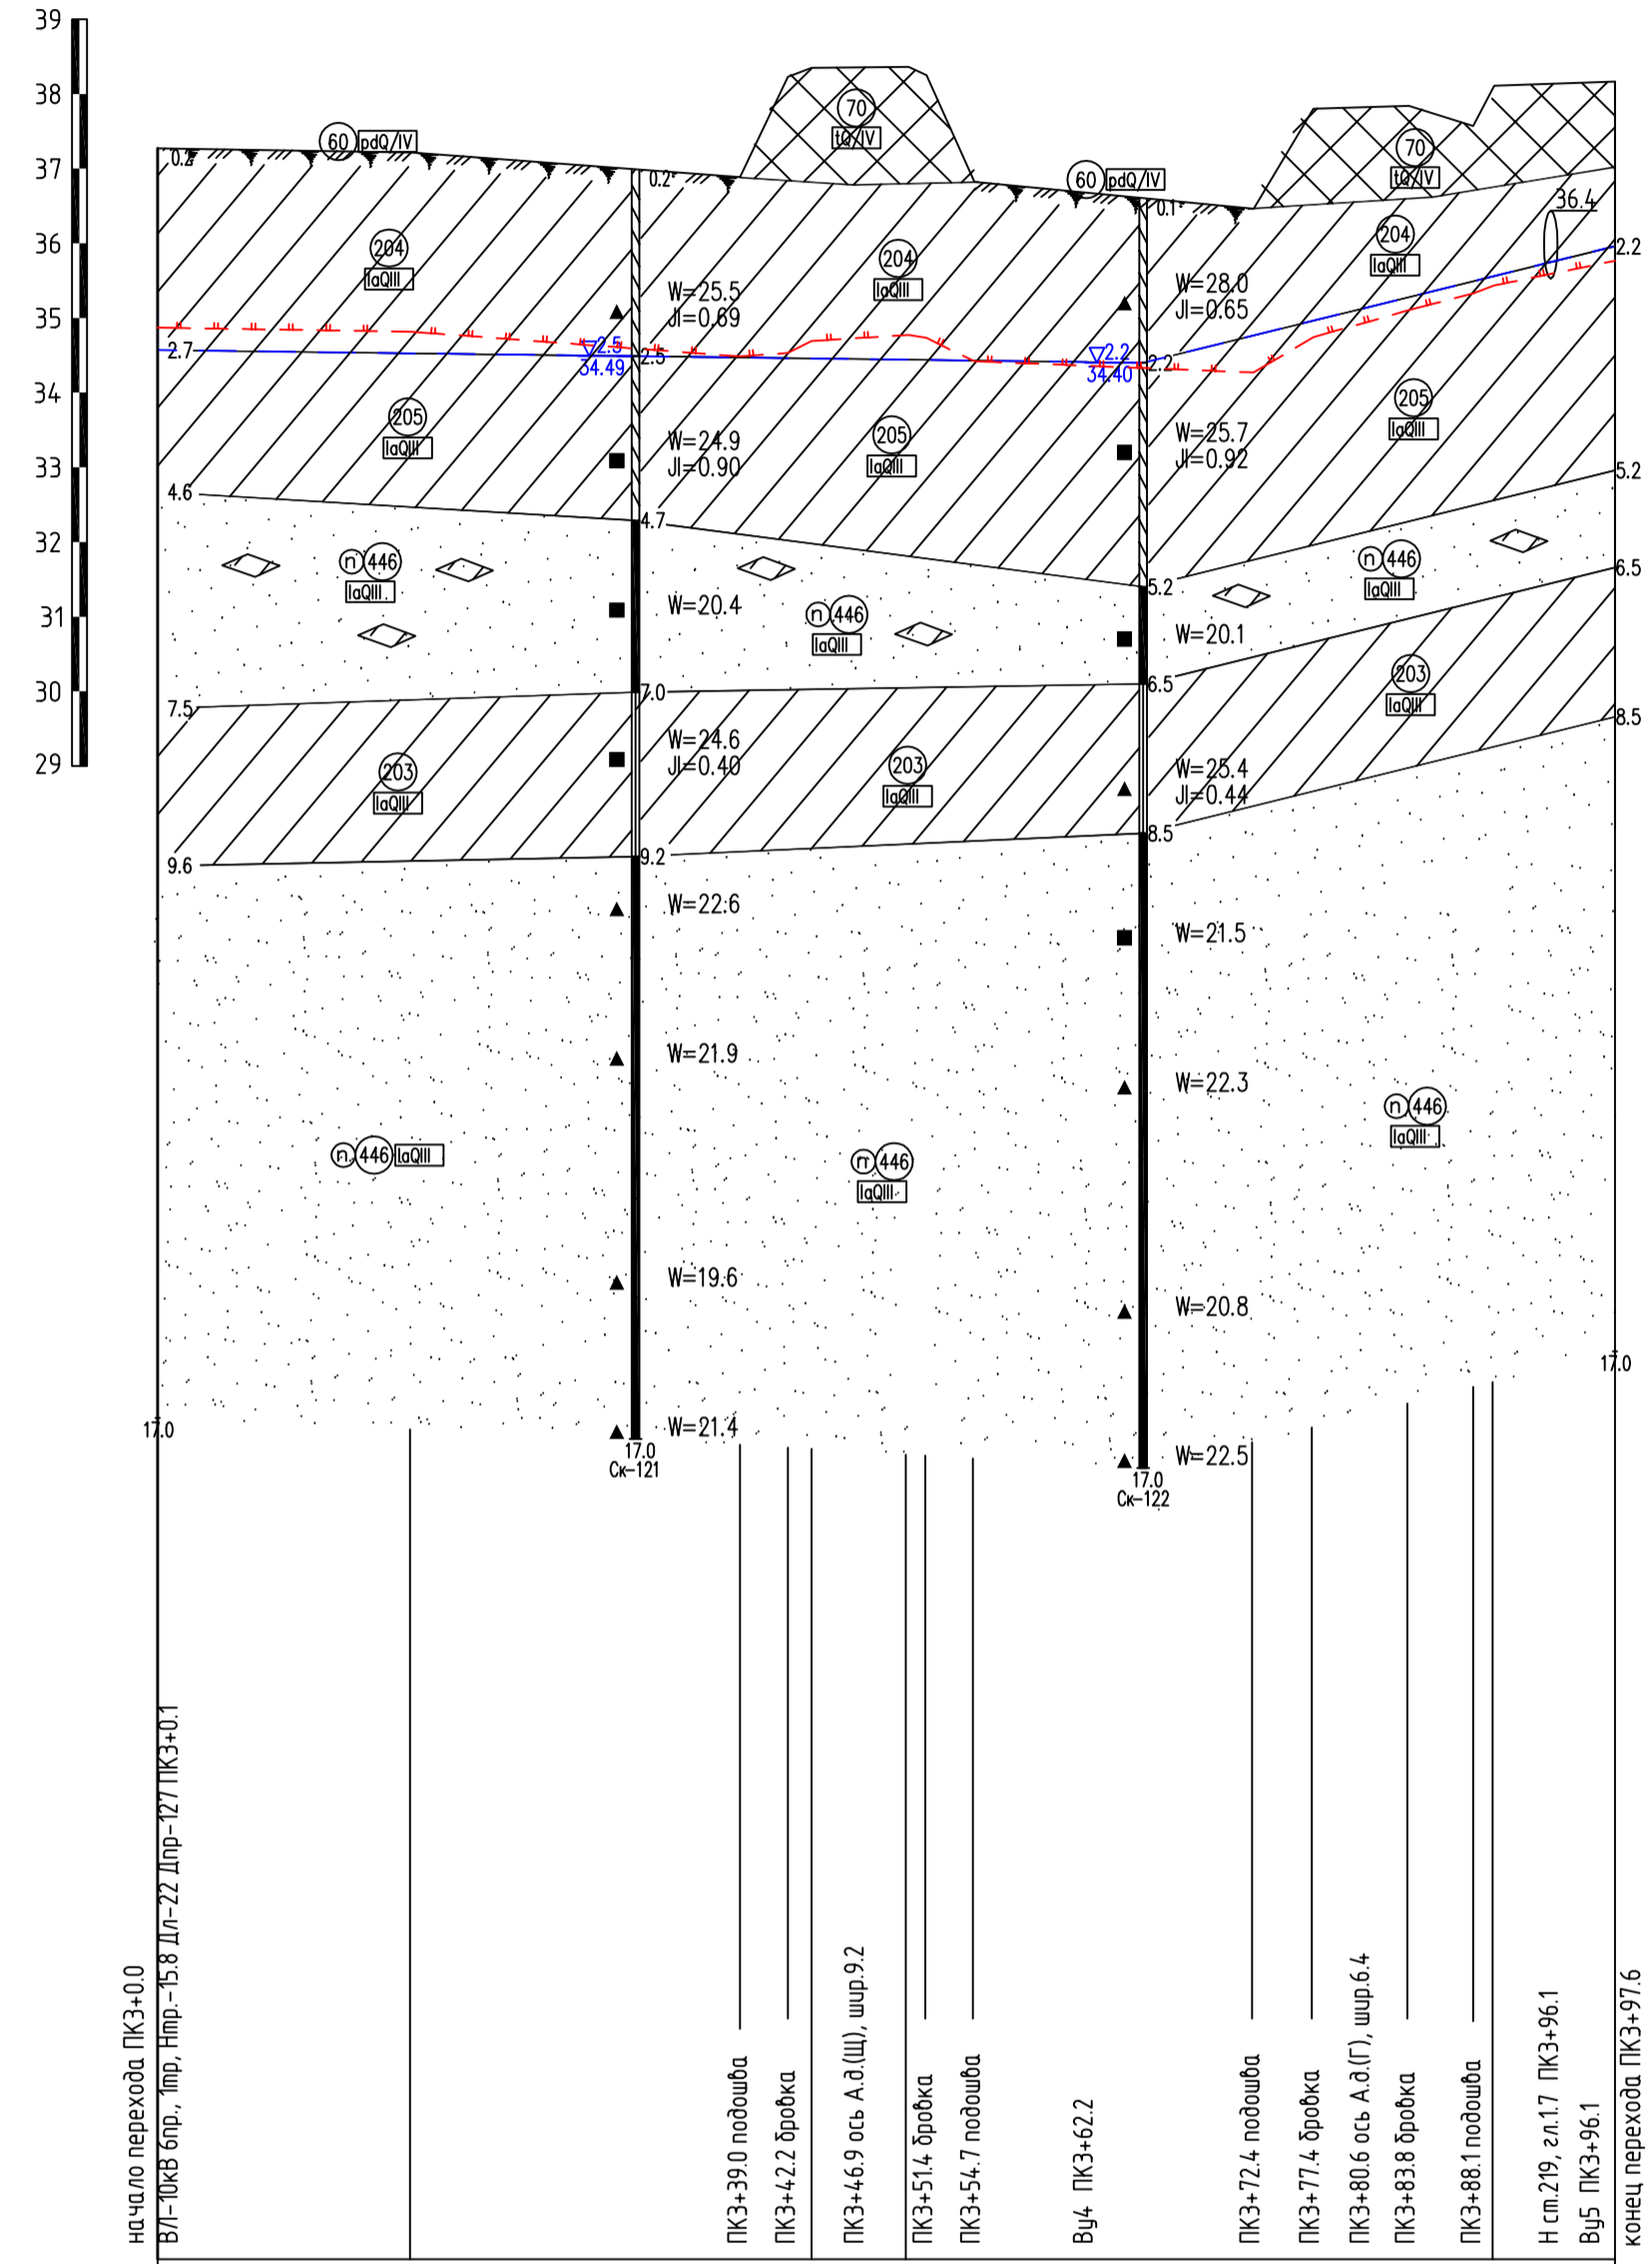 39
38
37
36
35
34
33
32
31
30
29
70
tQ/IV
60 pdQ/IV
0.2
0.2
60 pdQ/IV
0.1
70
tQ/IV
36.4
204
laQIII
204
laQIII
204
laQIII
2.2
W=25.5
JI=0.69
W=28.0
JI=0.65
2.7
2.5
34.49
2.5
2.2
34.40
2.2
205
laQIII
205
laQIII
205
laQIII
W=24.9
JI=0.90
W=25.7
JI=0.92
5.2
4.6
4.7
5.2
п 446
laQIII
п 446
laQIII
п 446
laQIII
6.5
W=20.4
W=20.1
7.5
7.0
6.5
8.5
203
laQIII
203
laQIII
203
laQIII
W=24.6
JI=0.40
W=25.4
JI=0.44
9.6
9.2
8.5
W=22.6
W=21.5
W=21.9
W=22.3
п 446 laQIII
п 446
laQIII
п 446
laQIII
W=19.6
W=20.8
17.0
17.0
W=21.4
17.0
Ск-121
W=22.5
17.0
Ск-122
начало перехода ПК3+0.0
ВЛ-10кВ 6пр., 1тр, Hтр.-15.8 Дл-22 Дпр-127 ПК3+0.1
ПК3+39.0 подошва
ПК3+42.2 бровка
ПК3+46.9 ось А.д.(Щ), шир.9.2
ПК3+51.4 бровка
ПК3+54.7 подошва
Ву4 ПК3+62.2
ПК3+72.4 подошва
ПК3+77.4 бровка
ПК3+80.6 ось А.д.(Г), шир.6.4
ПК3+83.8 бровка
ПК3+88.1 подошва
Н ст.219, гл.1.7 ПК3+96.1
Ву5 ПК3+96.1
конец перехода ПК3+97.6